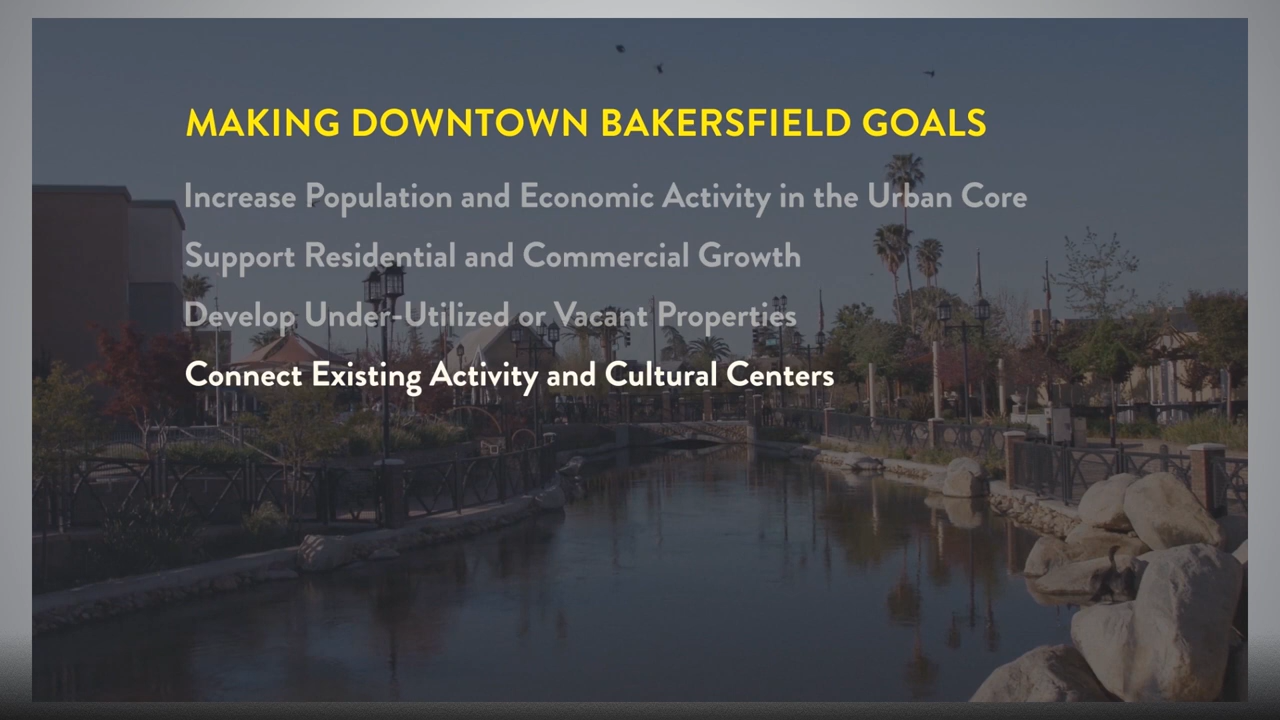 MAKING DOWNTOWN BAKERSFIELD GOALS
Increase Population and Economic Activity in the Urban Core
Support Residential and Commercial Growth
Develop Under-Utilized or Vacant Properties
Connect Existing Activity and Cultural Centers